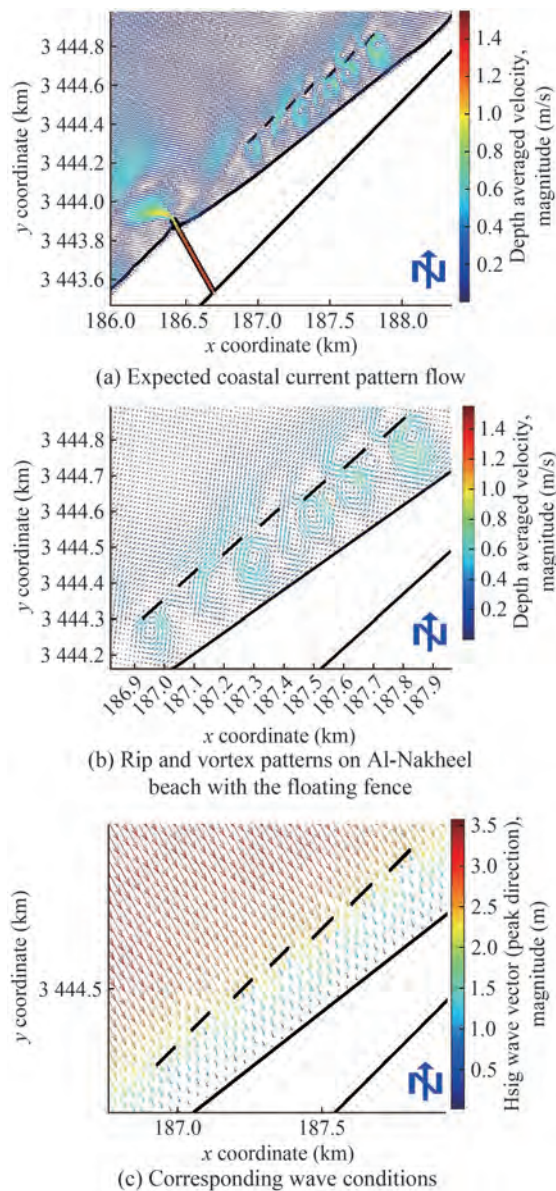 3 444.8
3 444.6
3 444.4
3 444.2
3 444.0
3 443.8
3 443.6
y coordinate (km)
186.0 186.5 187.0 187.5 188.0
x coordinate (km)
N
1.4
1.2
1.0
0.8
0.6
0.4
0.2
Depth averaged velocity,
magnitude (m/s)
(a) Expected coastal current pattern flow
3 444.8
3 444.7
3 444.6
3 444.5
3 444.4
3 444.3
3 444.2
y coordinate (km)
186.9 187.0 187.1 187.2 187.3 187.4 187.5 187.6 187.7 187.8 187.9
x coordinate (km)
N
1.4
1.2
1.0
0.8
0.6
0.4
0.2
Depth averaged velocity,
magnitude (m/s)
(b) Rip and vortex patterns on Al-Nakheel
beach with the floating fence
3 444.5
y coordinate (km)
187.0 187.5
x coordinate (km)
N
3.5
3.0
2.5
2.0
1.5
1.0
0.5
Hsig wave vector (peak direction),
magnitude (m)
(c) Corresponding wave conditions